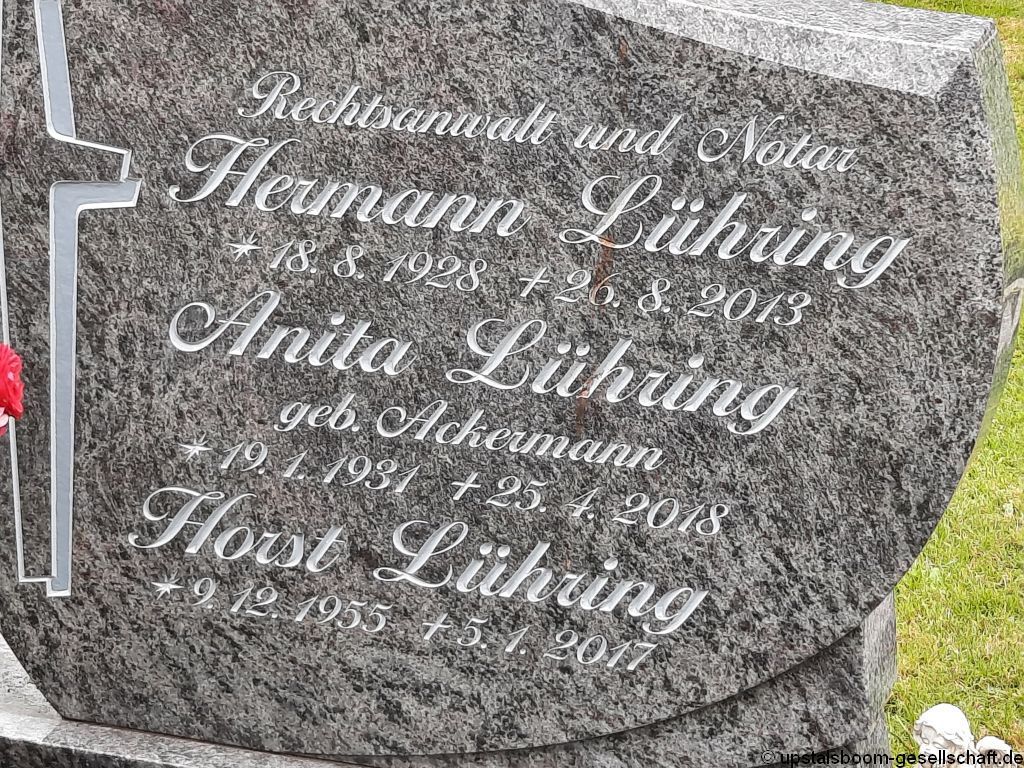 Rechtsanwalt und Notar
Hermann Lühring
* 18. 8. 1928 + 26. 8. 2013
Anita Lühring
geb. Ackermann
* 19. 1. 1931 + 25. 4. 2018
Horst Lühring
* 9. 12. 1955 + 5. 1. 2017
© upstalsboom-gesellschaft.de